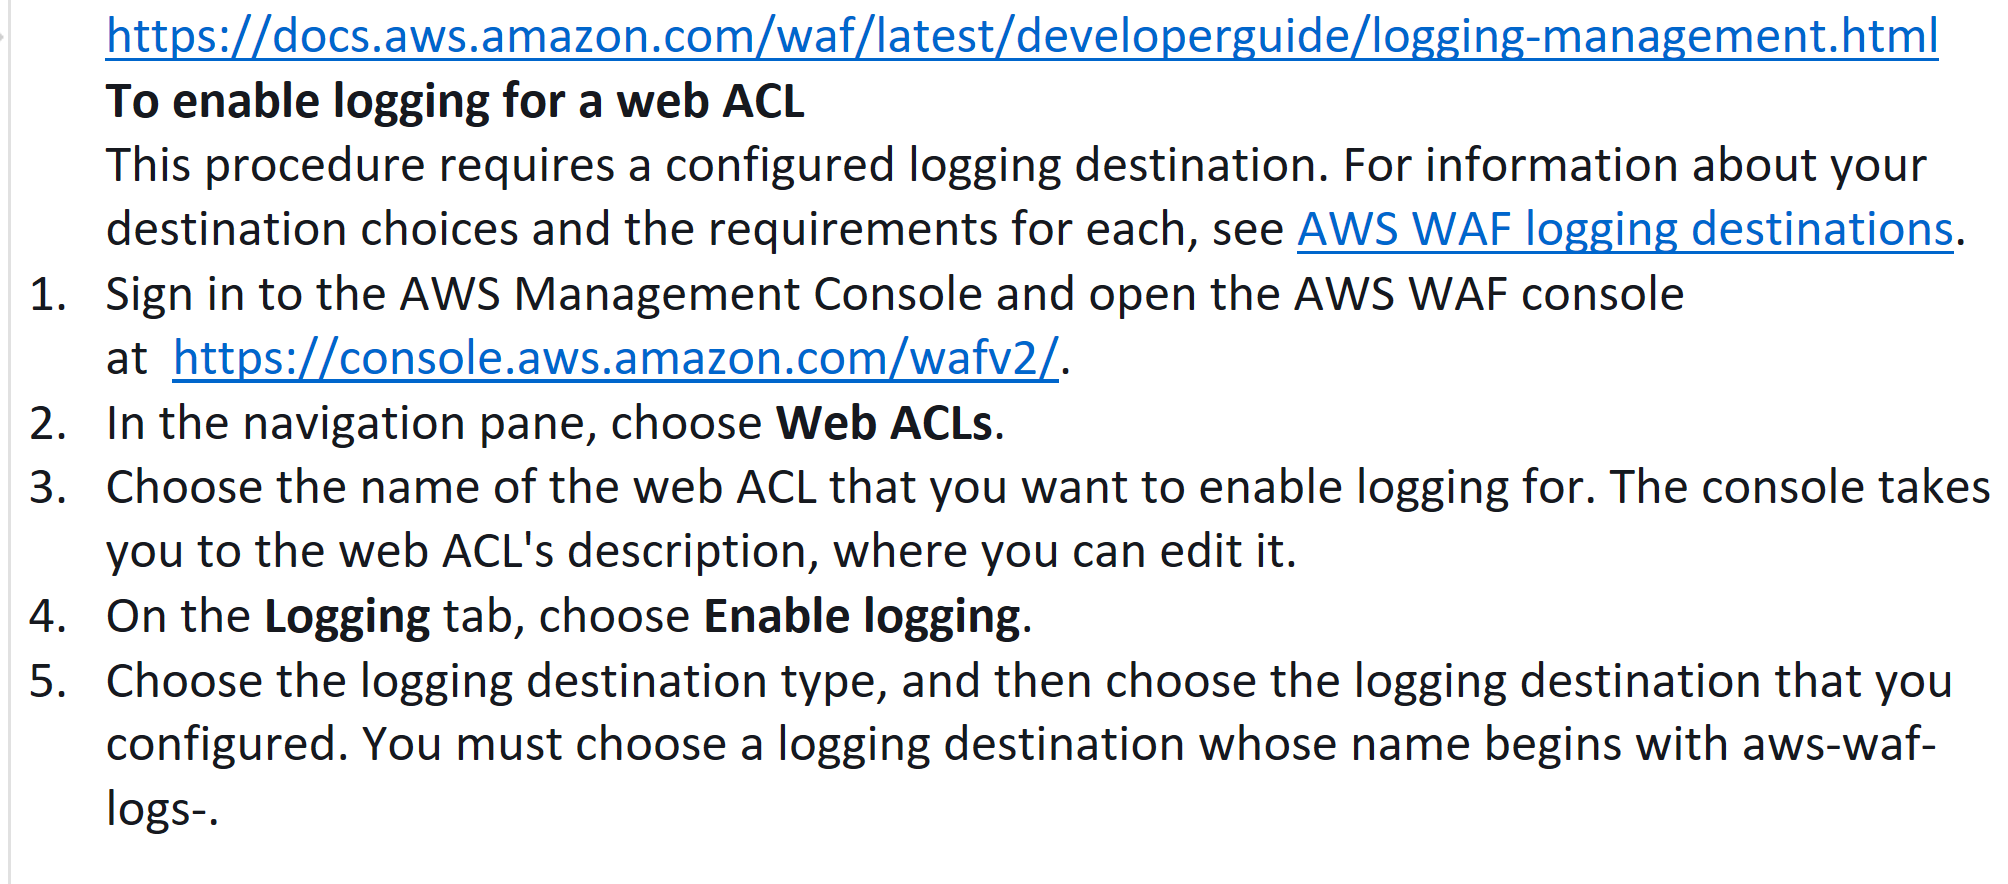 https://docs.aws.amazon.com/waf/latest/developerguide/logging-management.html
To enable logging for a web ACL
This procedure requires a configured logging destination. For information about your
destination choices and the requirements for each, see AWS WAF logging destinations.
1. Sign in to the AWS Management Console and open the AWS WAF console
at https://console.aws.amazon.com/wafv2/.
2. In the navigation pane, choose Web ACLs.
3. Choose the name of the web ACL that you want to enable logging for. The console takes
you to the web ACL's description, where you can edit it.
4. On the Logging tab, choose Enable logging.
5. Choose the logging destination type, and then choose the logging destination that you
configured. You must choose a logging destination whose name begins with aws-waf-
logs-.